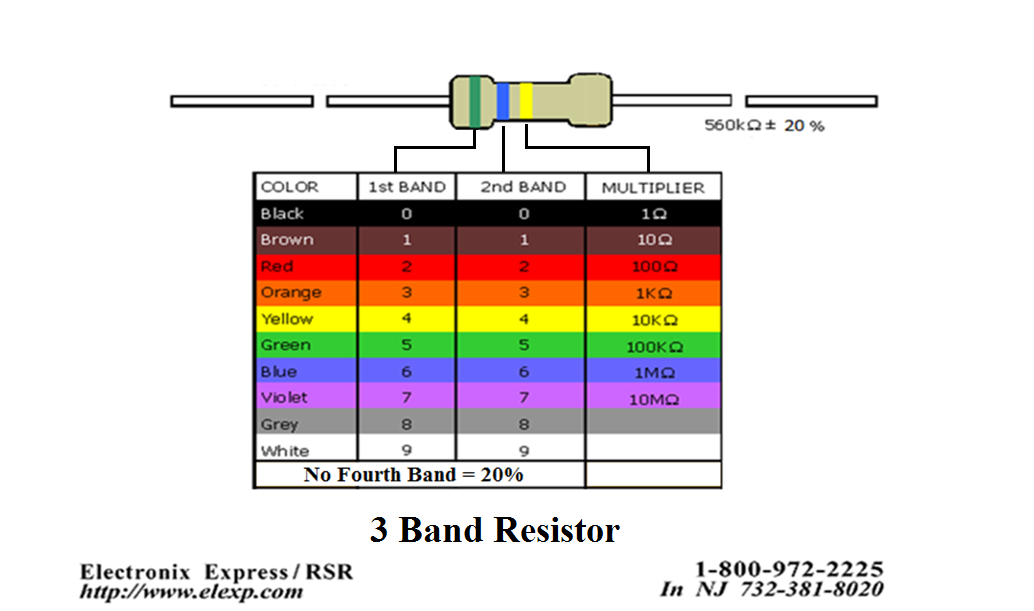 560kΩ ± 20 %
COLOR 1st BAND 2nd BAND MULTIPLIER
Black 0 0 1Ω
Brown 1 1 10Ω
Red 2 2 100Ω
Orange 3 3 1KΩ
Yellow 4 4 10KΩ
Green 5 5 100KΩ
Blue 6 6 1MΩ
Violet 7 7 10MΩ
Grey 8 8
White 9 9
No Fourth Band = 20%
3 Band Resistor
Electronix Express / RSR 1-800-972-2225
http://www.elexp.com In NJ 732-381-8020